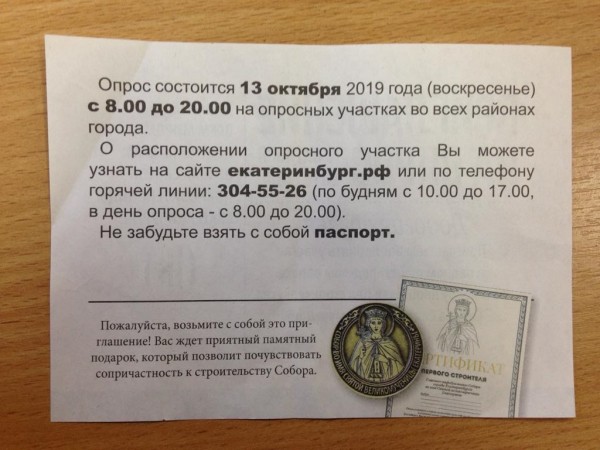 Опрос состоится 13 октября 2019 года (воскресенье)
с 8.00 до 20.00 на опросных участках во всех районах
города.
О расположении опросного участка Вы можете
узнать на сайте екатеринбург.рф или по телефону
горячей линии: 304-55-26 (по будням с 10.00 до 17.00,
в день опроса - с 8.00 до 20.00).
Не забудьте взять с собой паспорт.
Пожалуйста, возьмите с собой это при-
глашение! Вас ждет приятный памятный
подарок, который позволит почувствовать
сопричастность к строительству Собора.
СВЯТОЙ ВЕЛИКОМУЧЕНИЦЫ
ЕРТИФИКАТ
ПЕРВОГО СТРОИТЕЛЯ